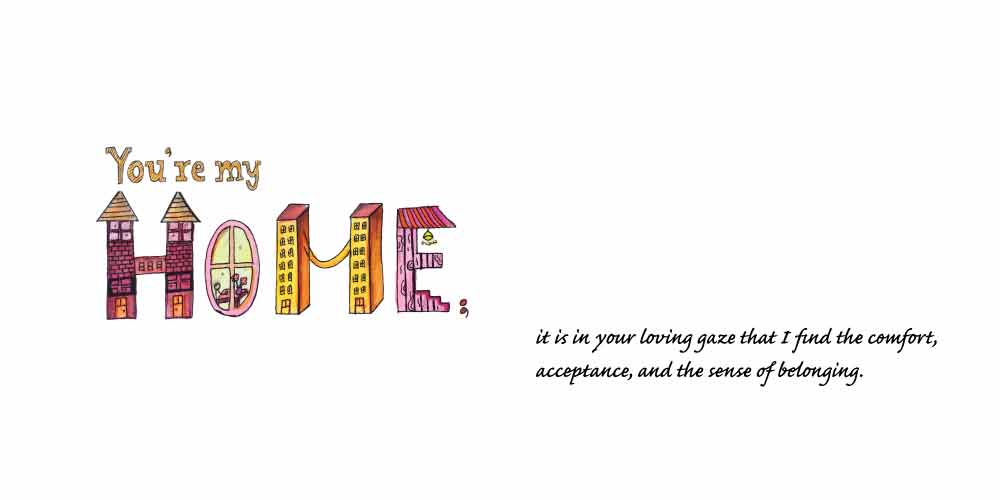 You're my
HOME;
it is in your loving gaze that I find the comfort,
acceptance, and the sense of belonging.